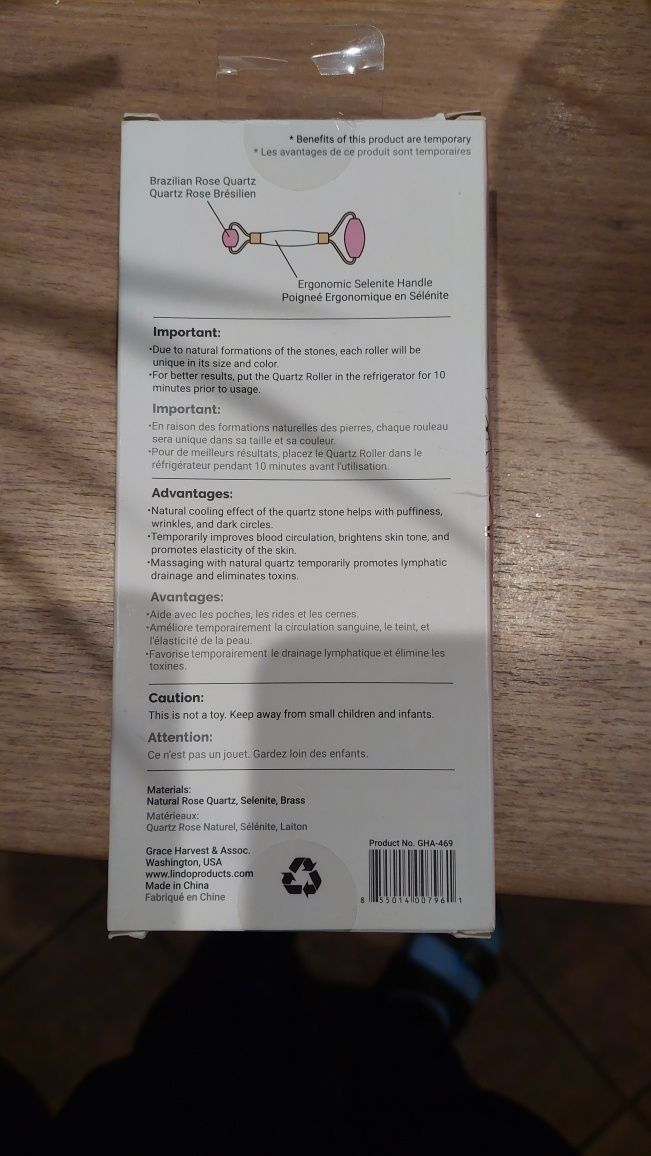 * Benefits of this product are temporary
* Les avantages de ce produit sont temporaires
Brazilian Rose Quartz
Quartz Rose Brésilien
Ergonomic Selenite Handle
Poigneé Ergonomique en Sélénite
Important:
•Due to natural formations of the stones, each roller will be
unique in its size and color.
•For better results, put the Quartz Roller in the refrigerator for 10
minutes prior to usage.
Important:
•En raison des formations naturelles des pierres, chaque rouleau
sera unique dans sa taille et sa couleur.
•Pour de meilleurs résultats, placez le Quartz Roller dans le
réfrigérateur pendant 10 minutes avant l'utilisation.
Advantages:
•Natural cooling effect of the quartz stone helps with puffiness,
wrinkles, and dark circles.
•Temporarily improves blood circulation, brightens skin tone, and
promotes elasticity of the skin.
•Massaging with natural quartz temporarily promotes lymphatic
drainage and eliminates toxins.
Avantages:
•Aide avec les poches, les rides et les cernes.
•Améliore temporairement la circulation sanguine, le teint, et
l'élasticité de la peau.
•Favorise temporairement le drainage lymphatique et élimine les
toxines.
Caution:
This is not a toy. Keep away from small children and infants.
Attention:
Ce n'est pas un jouet. Gardez loin des enfants.
Materials:
Natural Rose Quartz, Selenite, Brass
Matérieaux:
Quartz Rose Naturel, Sélénite, Laiton
Grace Harvest & Assoc.
Washington, USA
www.lindoproducts.com
Made in China
Fabriqué en Chine
Product No. GHA-469
8 55014 00796 1